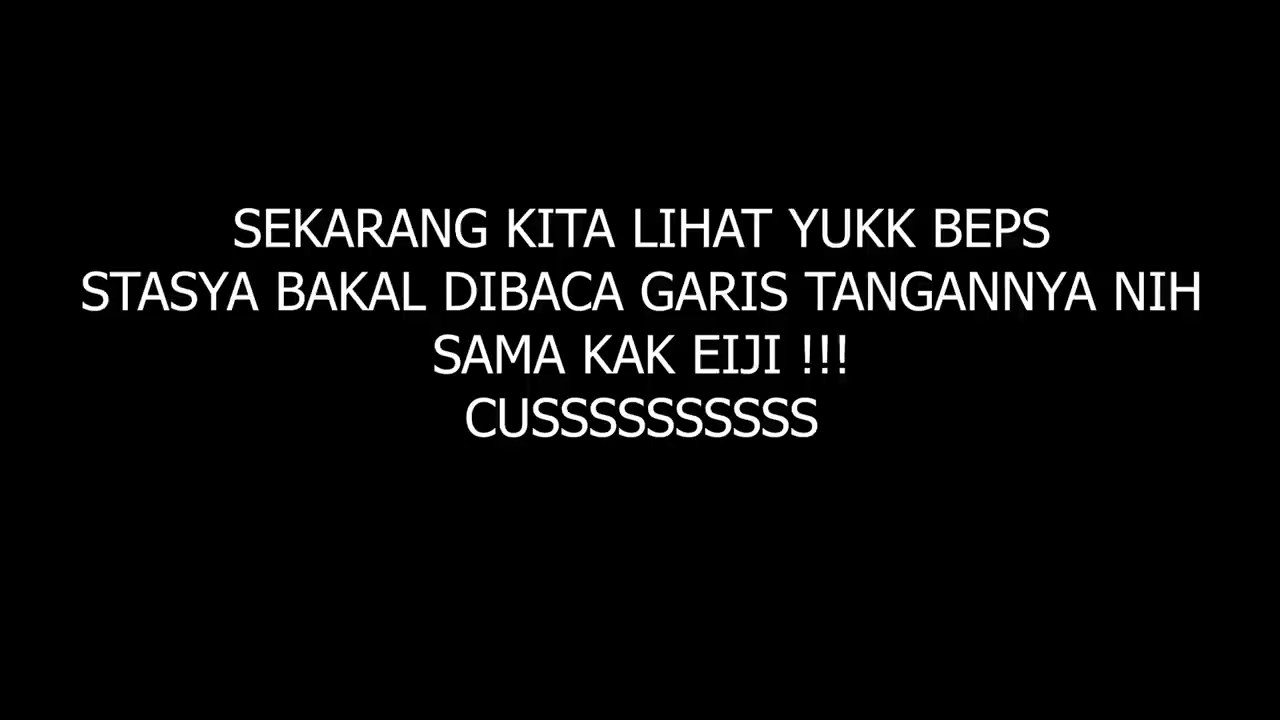 SEKARANG KITA LIHAT YUKK BEPS
STASYA BAKAL DIBACA GARIS TANGANNYA NIH
SAMA KAK EIJI !!!
CUSSSSSSSSSS